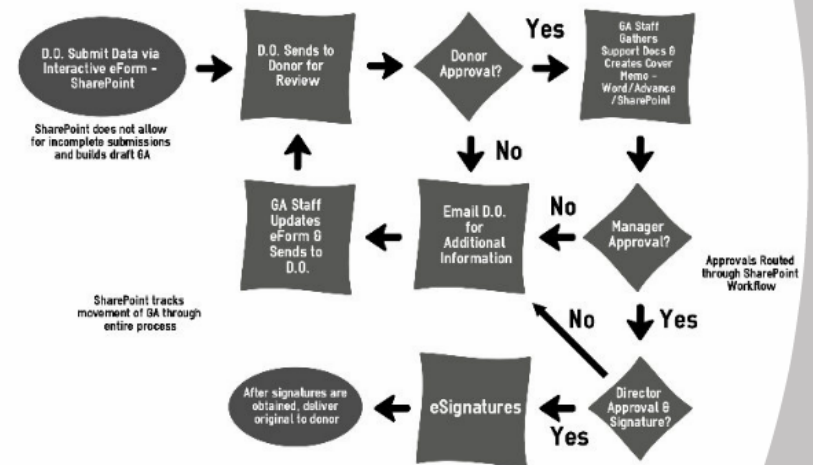 D.O. Submit Data via
Interactive eForm -
SharePoint
SharePoint does not allow
for incomplete submissions
and builds draft GA
D.O. Sends to
Donor for
Review
Donor
Approval?
Yes
GA Staff
Gathers
Support Docs &
Creates Cover
Memo -
Word/Advance
/SharePoint
No
GA Staff
Updates
eForm &
Sends to
D.O.
Email D.O.
for
Additional
Information
No
Manager
Approval?
Approvals Routed
through SharePoint
Workflow
SharePoint tracks
movement of GA through
entire process
No
Yes
After signatures are
obtained, deliver
original to donor
eSignatures
Yes
Director
Approval &
Signature?